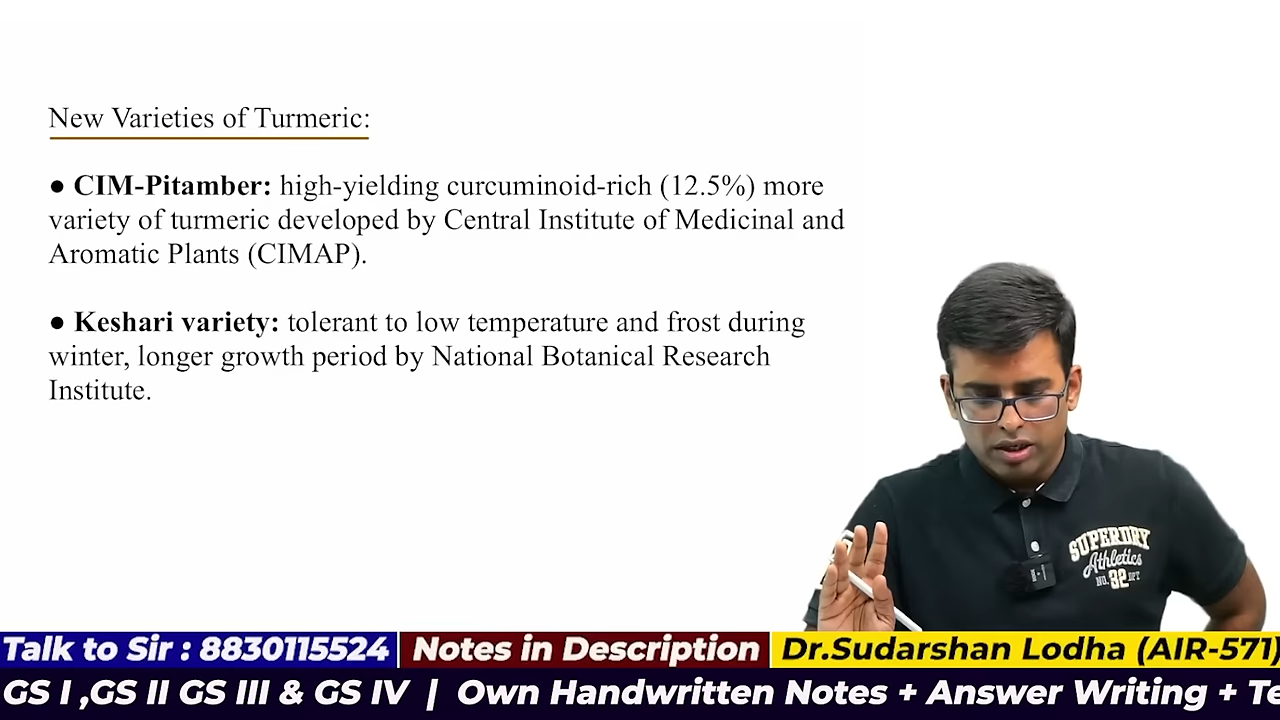 New Varieties of Turmeric:
● CIM-Pitamber: high-yielding curcuminoid-rich (12.5%) more
variety of turmeric developed by Central Institute of Medicinal and
Aromatic Plants (CIMAP).
● Keshari variety: tolerant to low temperature and frost during
winter, longer growth period by National Botanical Research
Institute.
SUPERDRY
Athletics
NO. 32 DPT
Talk to Sir : 8830115524 Notes in Description Dr.Sudarshan Lodha (AIR-571)
GS I ,GS II GS III & GS IV | Own Handwritten Notes + Answer Writing + Te